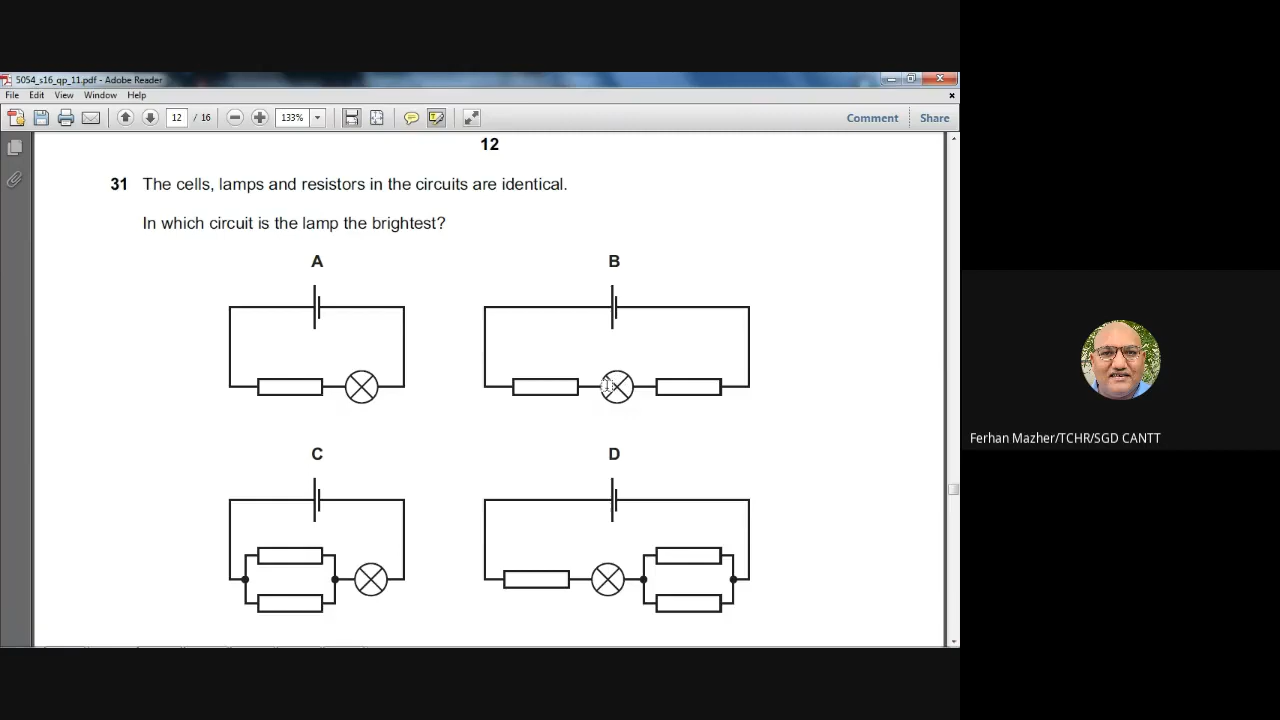 5054_s16_qp_11.pdf - Adobe Reader
File Edit View Window Help
12 / 16 133% Comment Share
12
31 The cells, lamps and resistors in the circuits are identical.
In which circuit is the lamp the brightest?
A B
C D
Ferhan Mazher/TCHR/SGD CANTT